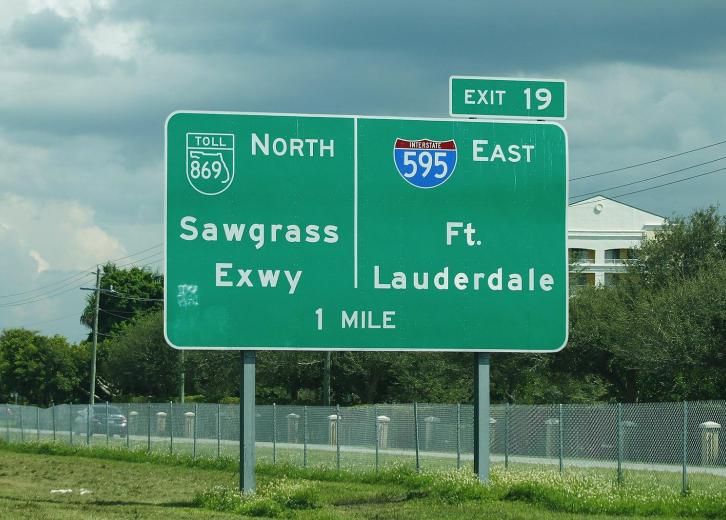 EXIT 19
TOLL
869
NORTH
Sawgrass
Exwy
INTERSTATE
595
EAST
Ft.
Lauderdale
1 MILE